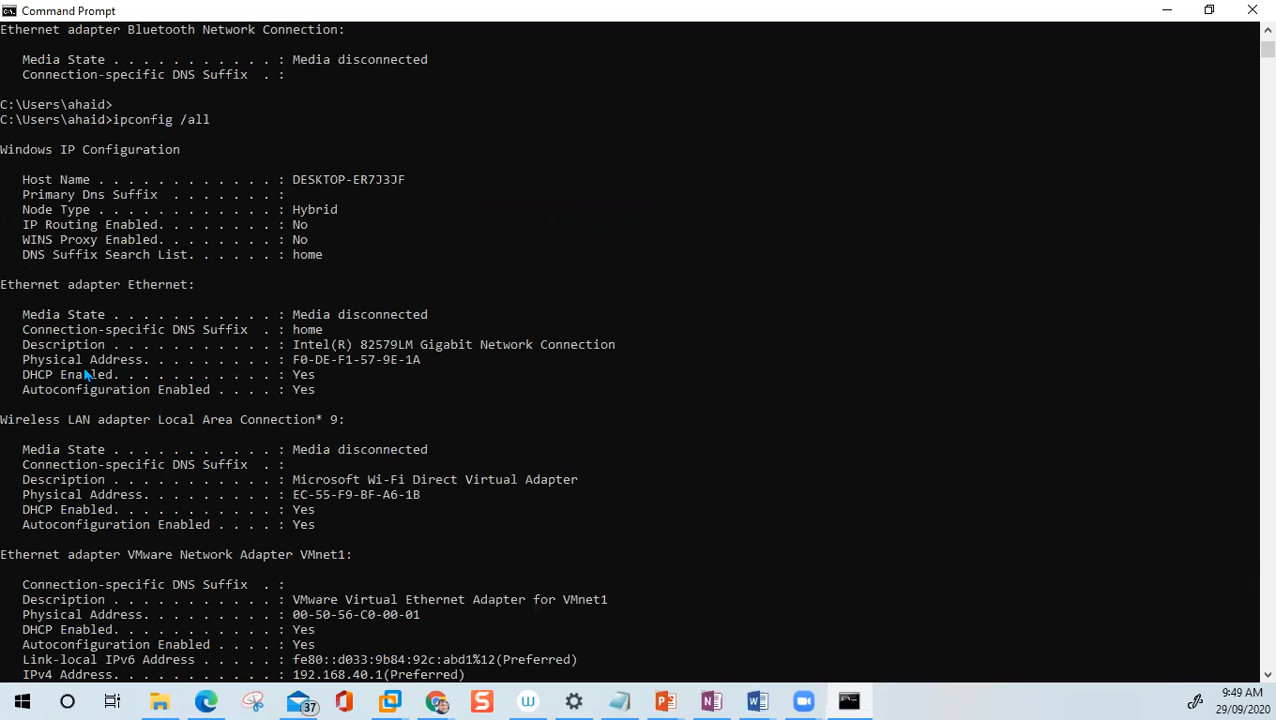 Command Prompt
Ethernet adapter Bluetooth Network Connection:
Media State . . . . . . . . . . . : Media disconnected
Connection-specific DNS Suffix  . :
C:\Users\ahaid>
C:\Users\ahaid>ipconfig /all
Windows IP Configuration
Host Name . . . . . . . . . . . . : DESKTOP-ER7J3JF
Primary Dns Suffix  . . . . . . . :
Node Type . . . . . . . . . . . . : Hybrid
IP Routing Enabled. . . . . . . . : No
WINS Proxy Enabled. . . . . . . . : No
DNS Suffix Search List. . . . . . : home
Ethernet adapter Ethernet:
Media State . . . . . . . . . . . : Media disconnected
Connection-specific DNS Suffix  . : home
Description . . . . . . . . . . . : Intel(R) 82579LM Gigabit Network Connection
Physical Address. . . . . . . . . : F0-DE-F1-57-9E-1A
DHCP Enabled. . . . . . . . . . . : Yes
Autoconfiguration Enabled . . . . : Yes
Wireless LAN adapter Local Area Connection* 9:
Media State . . . . . . . . . . . : Media disconnected
Connection-specific DNS Suffix  . :
Description . . . . . . . . . . . : Microsoft Wi-Fi Direct Virtual Adapter
Physical Address. . . . . . . . . : EC-55-F9-BF-A6-1B
DHCP Enabled. . . . . . . . . . . : Yes
Autoconfiguration Enabled . . . . : Yes
Ethernet adapter VMware Network Adapter VMnet1:
Connection-specific DNS Suffix  . :
Description . . . . . . . . . . . : VMware Virtual Ethernet Adapter for VMnet1
Physical Address. . . . . . . . . : 00-50-56-C0-00-01
DHCP Enabled. . . . . . . . . . . : Yes
Autoconfiguration Enabled . . . . : Yes
Link-local IPv6 Address . . . . . : fe80::d033:9b84:92c:abd1%12(Preferred)
IPv4 Address. . . . . . . . . . . : 192.168.40.1(Preferred)
37
9:49 AM
29/09/2020